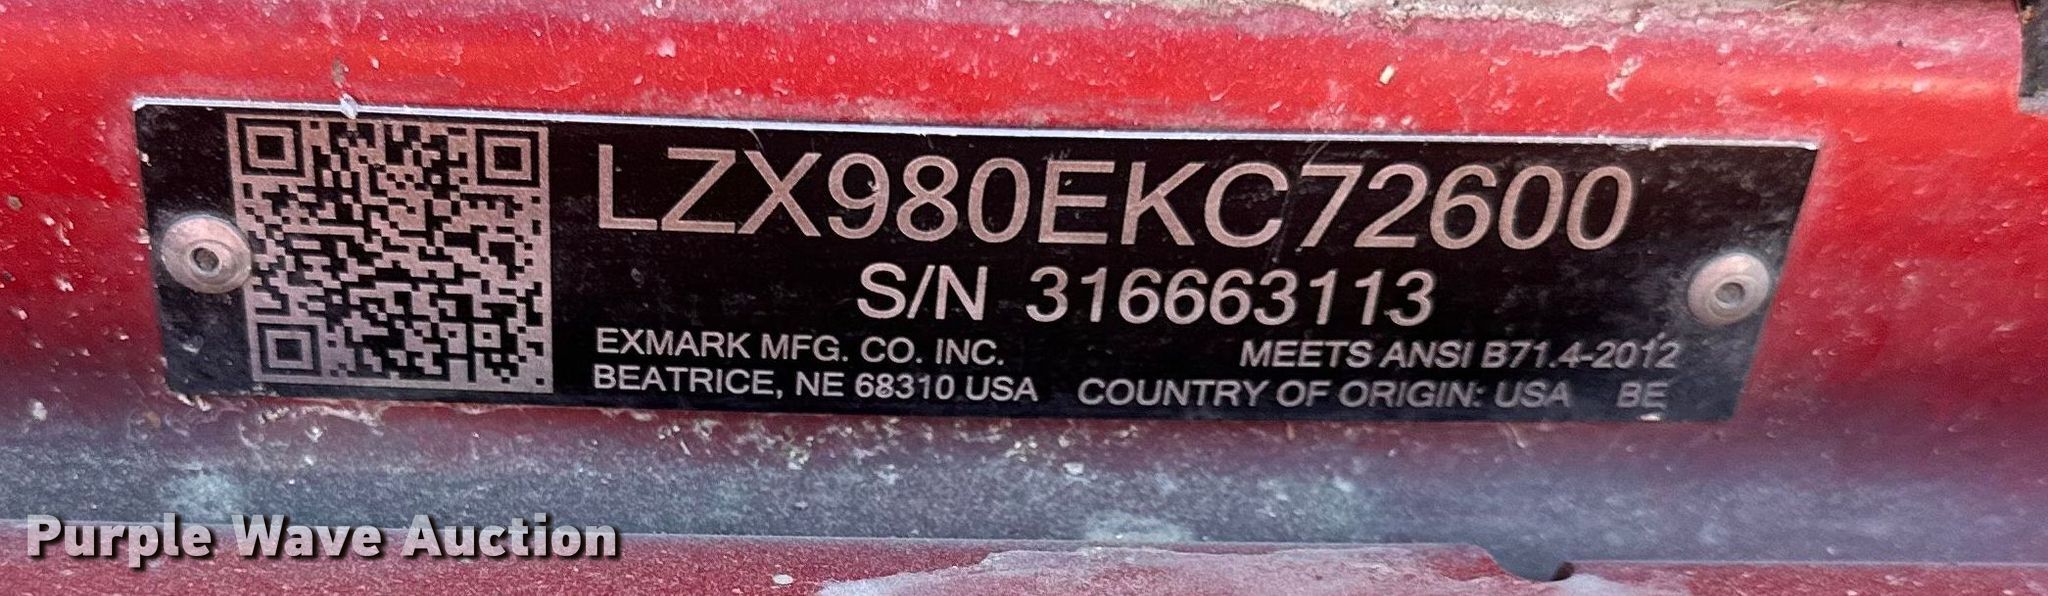 LZX980EKC72600
S/N 316663113
EXMARK MFG. CO. INC.
MEETS ANSI B71.4-2012
BEATRICE, NE 68310 USA
COUNTRY OF ORIGIN: USA BE
Purple Wave Auction